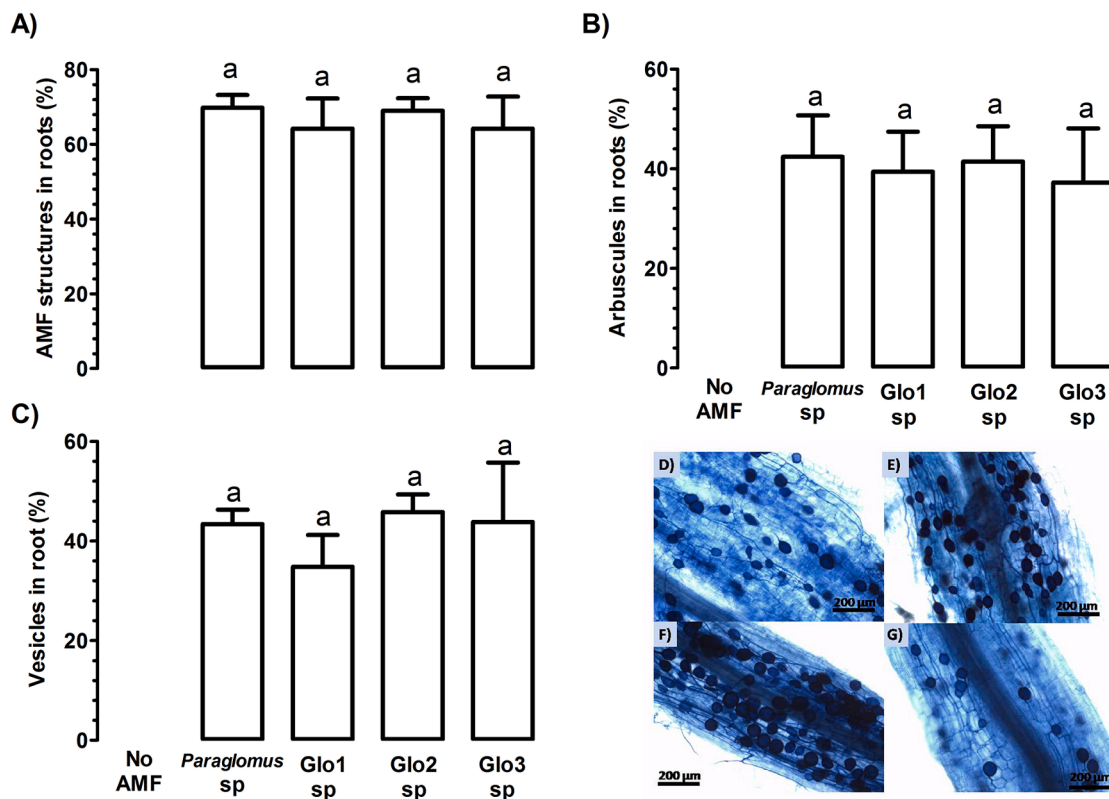 A)
AMF structures in roots (%)
80
60
40
20
0
a a a a
B)
Arbuscules in roots (%)
60
40
20
0
a a a a
No AMF
Paraglomus sp
Glo1 sp
Glo2 sp
Glo3 sp
C)
Vesicles in root (%)
60
40
20
0
a a a a
No AMF
Paraglomus sp
Glo1 sp
Glo2 sp
Glo3 sp
D)
200 µm
E)
200 µm
F)
200 µm
G)
200 µm